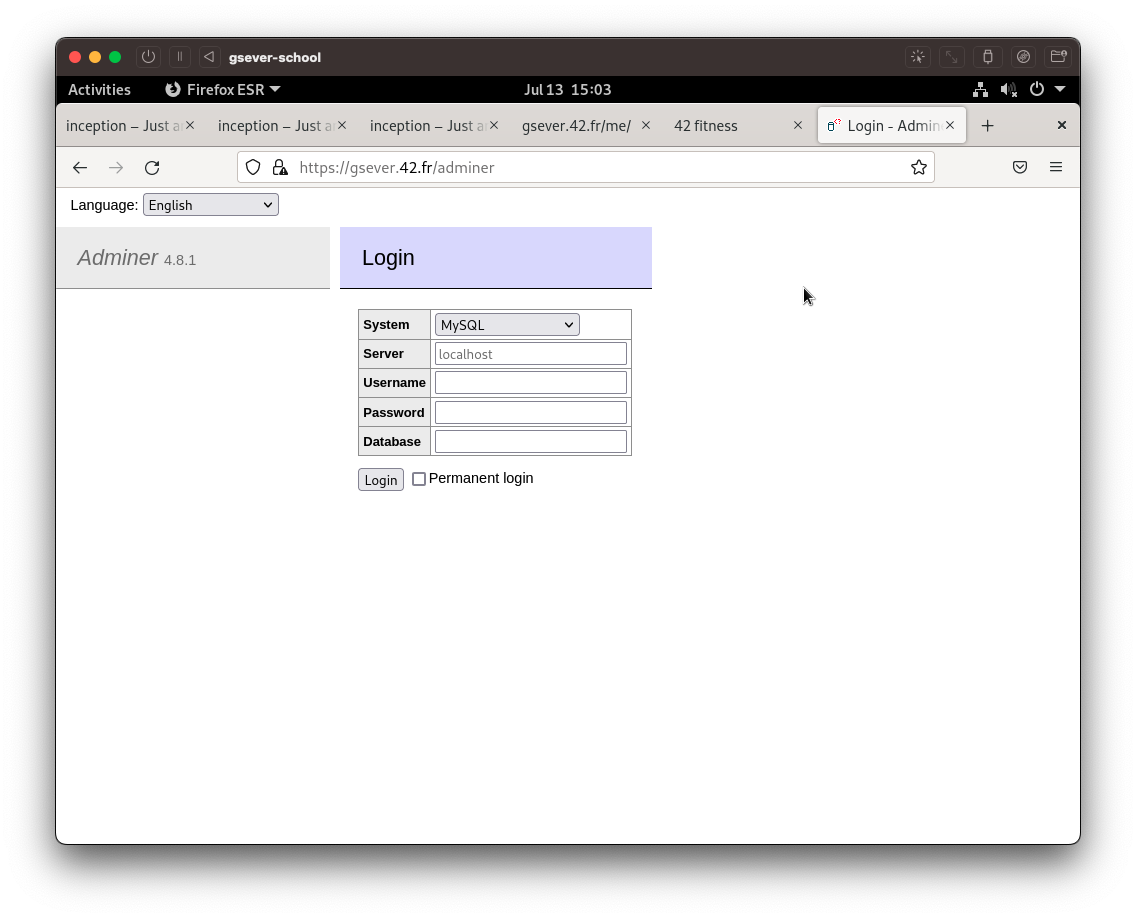 gsever-school
Activities Firefox ESR Jul 13 15:03
inception – Just a inception – Just a inception – Just a gsever.42.fr/me/ 42 fitness Login - Admin
https://gsever.42.fr/adminer
Language: English
Adminer 4.8.1
Login
System MySQL
Server localhost
Username
Password
Database
Login Permanent login